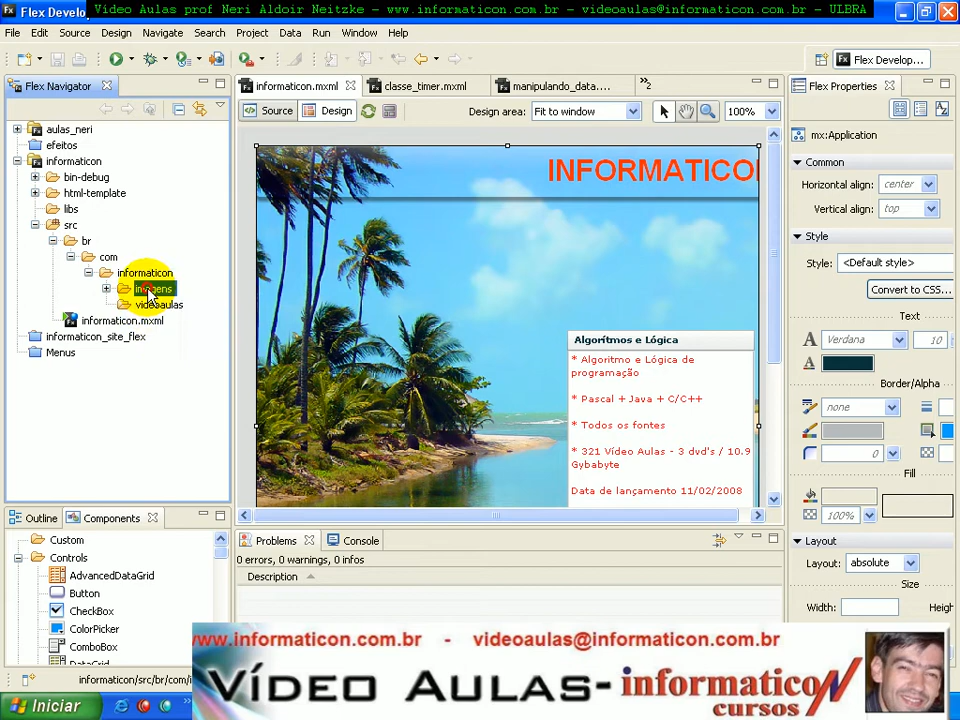 Vídeo Aulas prof Neri Aldoir Neitzke – www.informaticon.com.br – videoaulas@informaticon.com.br – ULBRA
Flex Develo
File Edit Source Design Navigate Search Project Data Run Window Help
Flex Develop...
Flex Navigator
informaticon.mxml classe_timer.mxml manipulando_data.... 2
Flex Properties
Source Design Design area: Fit to window 100%
aulas_neri
efeitos
informaticon
bin-debug
html-template
libs
src
br
com
informaticon
imagens
videoaulas
informaticon.mxml
informaticon_site_flex
Menus
INFORMATICON
Algorítmos e Lógica
* Algoritmo e Lógica de
programação
* Pascal + Java + C/C++
* Todos os fontes
* 321 Vídeo Aulas - 3 dvd's / 10.9
Gybabyte
Data de lançamento 11/02/2008
mx:Application
Common
Horizontal align: center
Vertical align: top
Style
Style: <Default style>
Convert to CSS...
Text
Verdana 10
Border/Alpha
none
0
Fill
100%
Layout
Layout: absolute
Size
Width: Heigh
Outline Components
Custom
Controls
AdvancedDataGrid
Button
CheckBox
ColorPicker
ComboBox
DataGrid
Problems Console
0 errors, 0 warnings, 0 infos
Description
informaticon/src/br/com/i
www.informaticon.com.br - videoaulas@informaticon.com.br
Vídeo Aulas- informaticoN
cursos
Iniciar